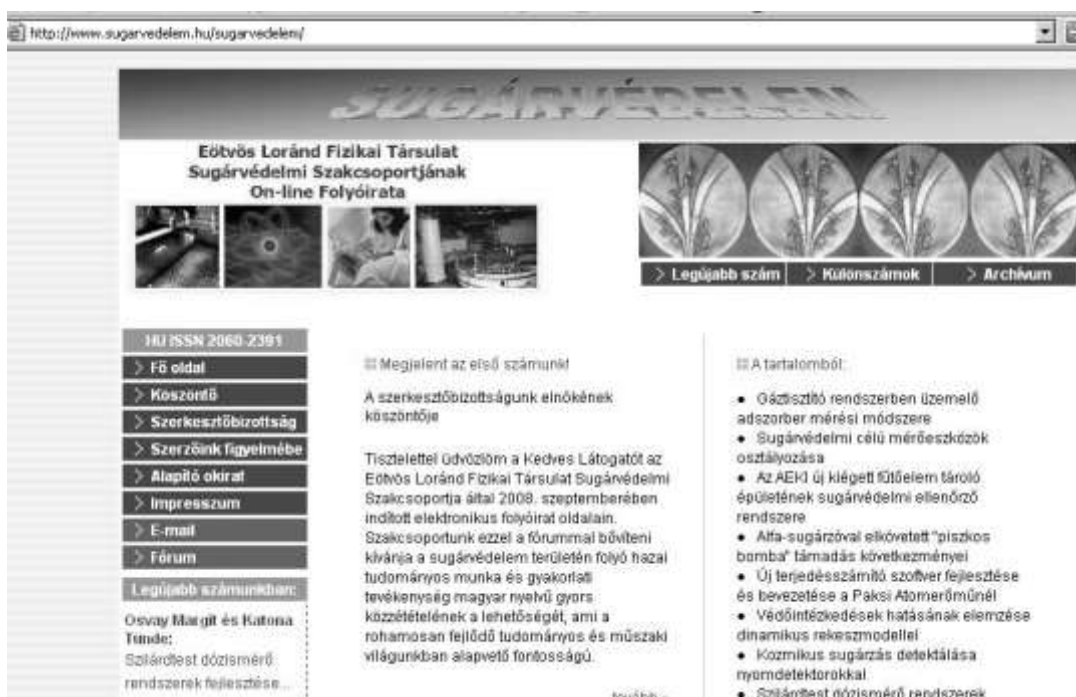 http://www.sugarvedelem.hu/sugarvedelem/
SUGÁRVÉDELEM
Eötvös Loránd Fizikai Társulat
Sugárvédelmi Szakcsoportjának
On-line Folyóirata
> Legújabb szám > Különszámok > Archívum
HU ISSN 2060-2391
> Fő oldal
> Köszöntő
> Szerkesztőbizottság
> Szerzőink figyelmébe
> Alapító okirat
> Impresszum
> E-mail
> Fórum
Legújabb számunkban:
Osvay Margit és Katona
Tünde:
Szilárdtest dózismérő
rendszerek fejlesztése...
Megjelent az első számunk!
A szerkesztőbizottságunk elnökének
köszöntője
Tisztelettel üdvözlöm a Kedves Látogatót az
Eötvös Loránd Fizikai Társulat Sugárvédelmi
Szakcsoportja által 2008. szeptemberében
indított elektronikus folyóirat oldalain.
Szakcsoportunk ezzel a fórummal bővíteni
kívánja a sugárvédelem területén folyó hazai
tudományos munka és gyakorlati
tevékenység magyar nyelvű gyors
közzétételének a lehetőségét, ami a
rohamosan fejlődő tudományos és műszaki
világunkban alapvető fontosságú.
tovább »
A tartalomból:
• Gáztisztító rendszerben üzemelő
adszorber mérési módszere
• Sugárvédelmi célú mérőeszközök
osztályozása
• Az AEKI új kiégett fűtőelem tároló
épületének sugárvédelmi ellenőrző
rendszere
• Alfa-sugárzóval elkövetett "piszkos
bomba" támadás következményei
• Új terjedésszámító szoftver fejlesztése
és bevezetése a Paksi Atomerőműnél
• Védőintézkedések hatásának elemzése
dinamikus rekeszmodellel
• Kozmikus sugárzás detektálása
nyomdetektorokkal
• Szilárdtest dózismérő rendszerek